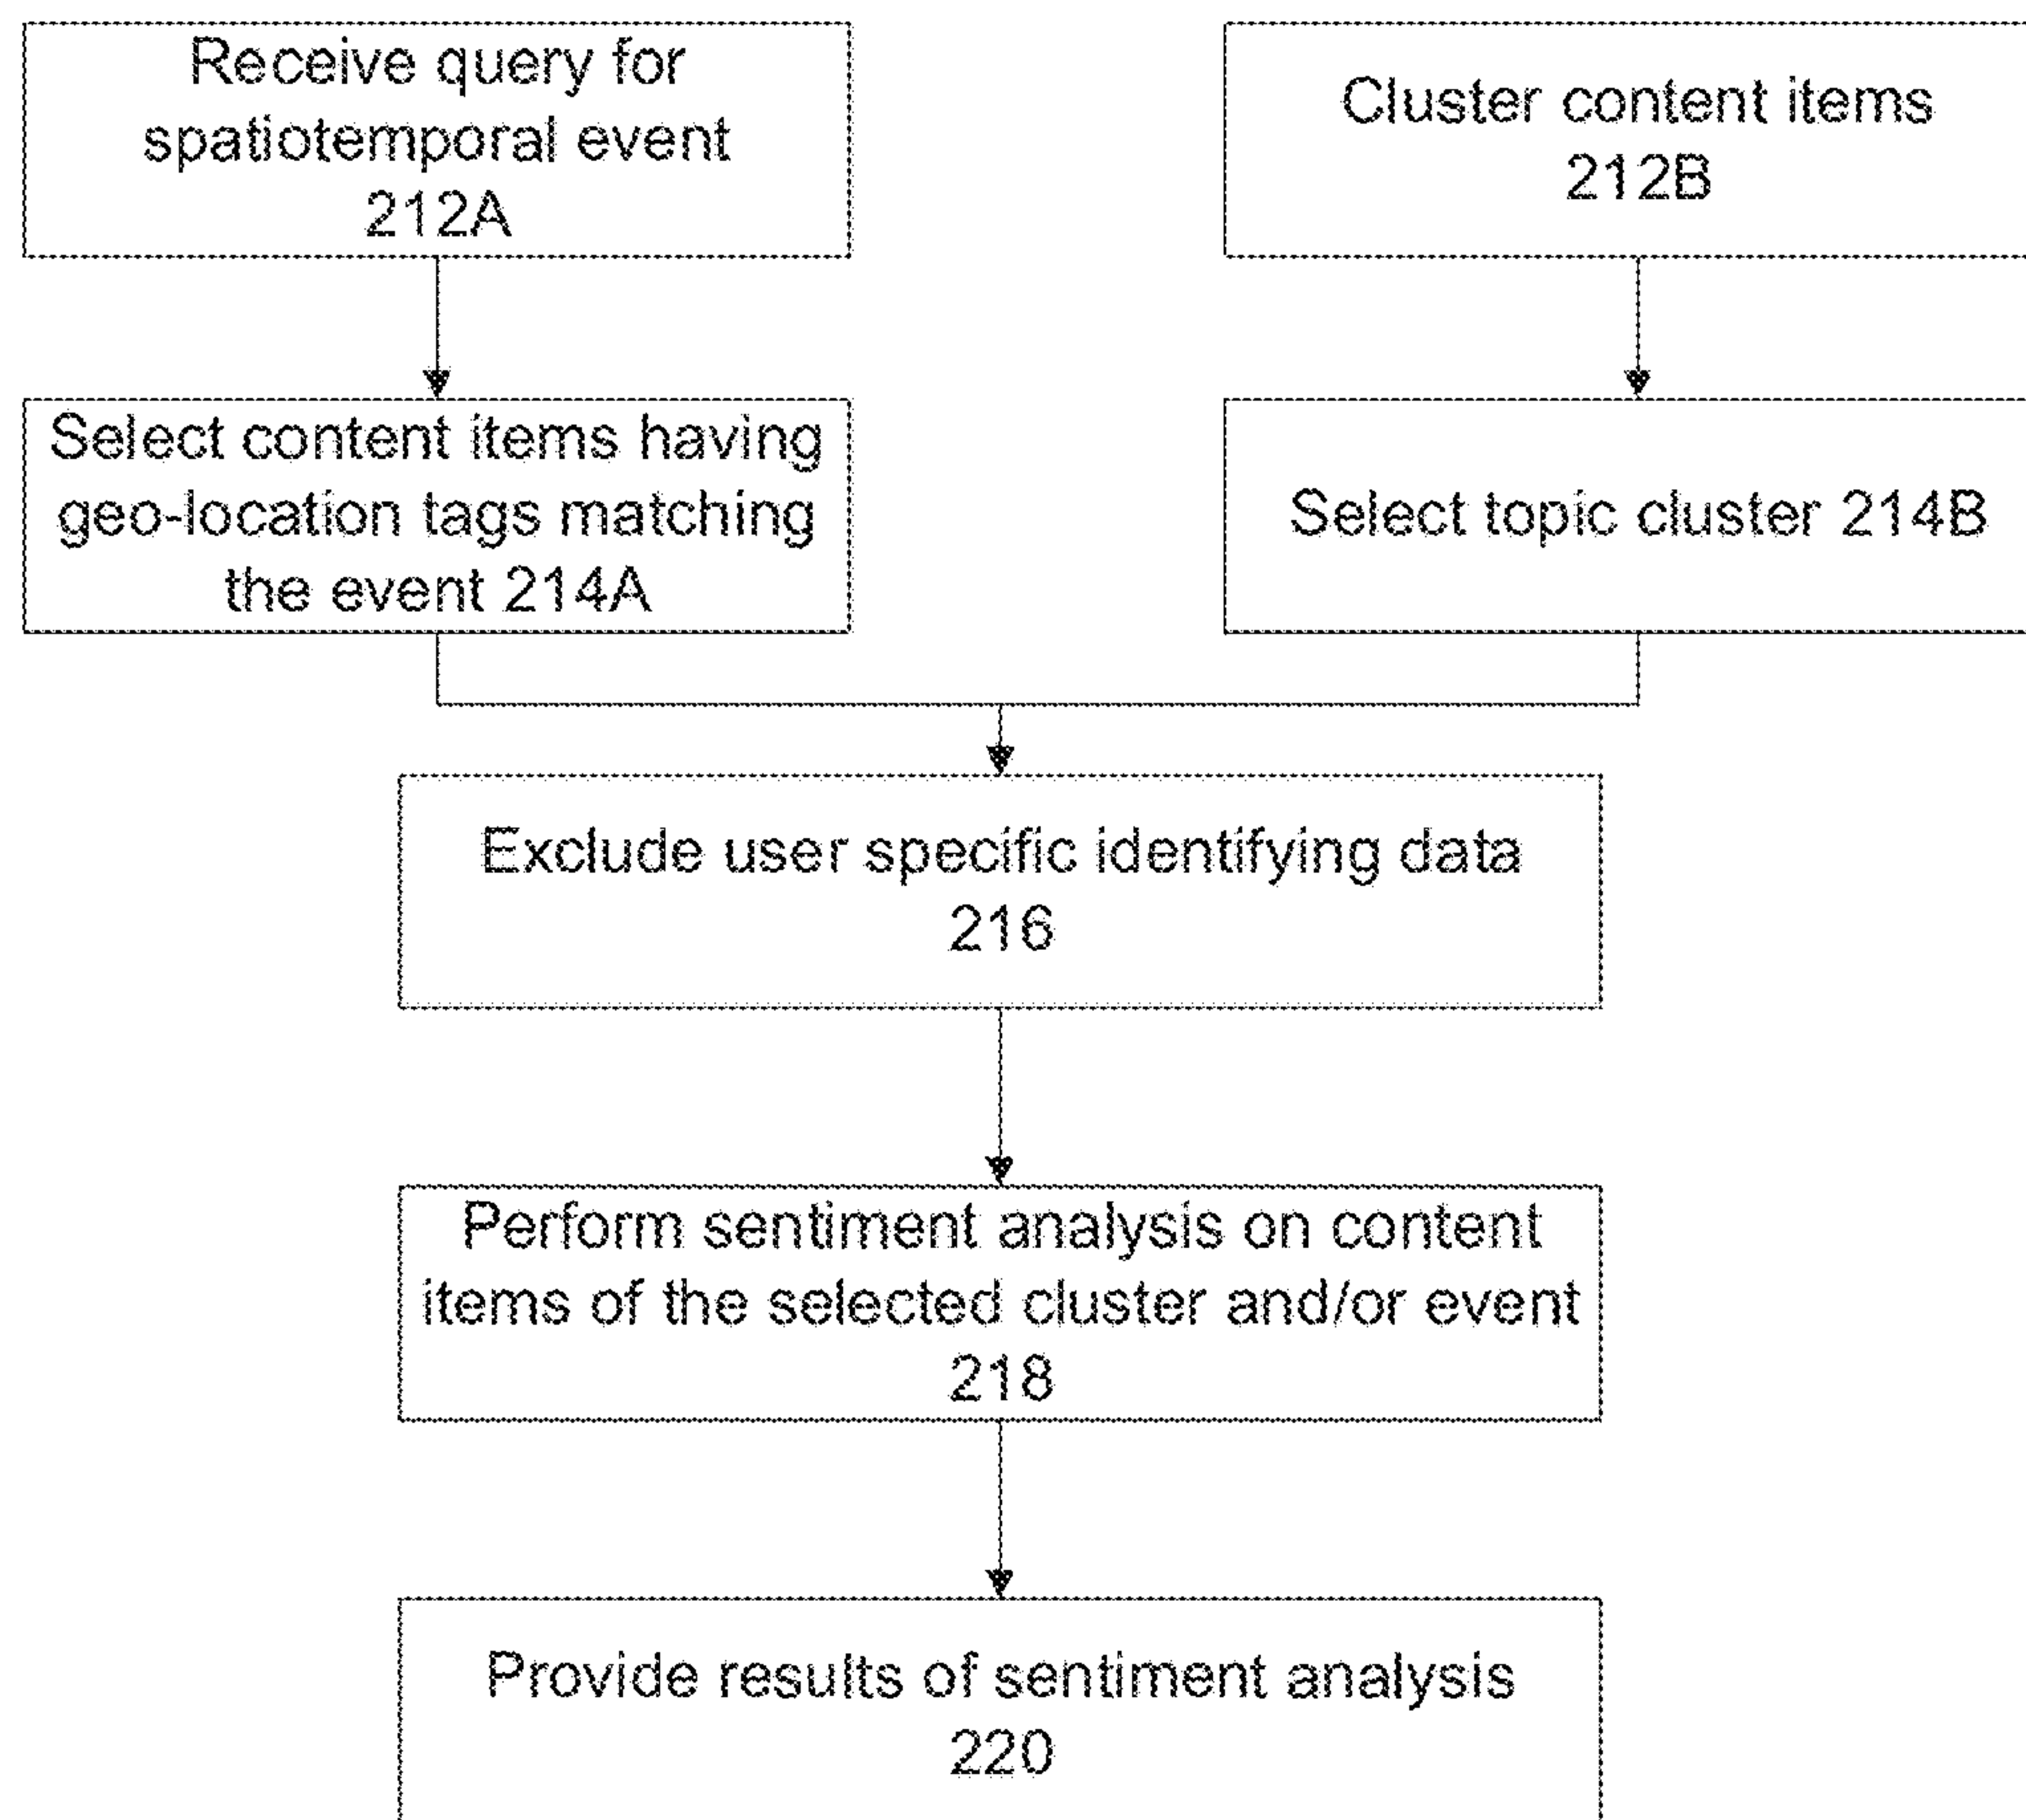 Receive query for
spatiotemporal event
212A
Cluster content items
212B
Select content items having
geo-location tags matching
the event 214A
Select topic cluster 214B
Exclude user specific identifying data
216
Perform sentiment analysis on content
items of the selected cluster and/or event
218
Provide results of sentiment analysis
220